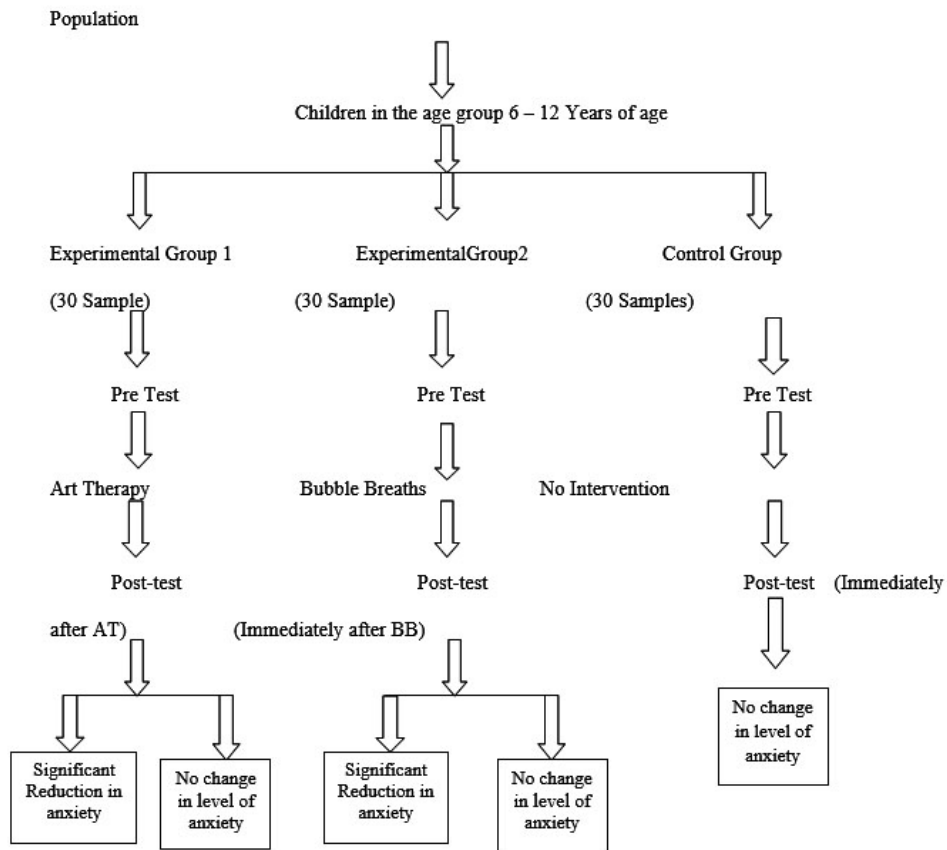 Population
Children in the age group 6 – 12 Years of age
Experimental Group 1
ExperimentalGroup2
Control Group
(30 Sample)
(30 Sample)
(30 Samples)
Pre Test
Pre Test
Pre Test
Art Therapy
Bubble Breaths
No Intervention
Post-test
Post-test
Post-test (Immediately
after AT)
(Immediately after BB)
Significant
Reduction in
anxiety
No change
in level of
anxiety
Significant
Reduction in
anxiety
No change
in level of
anxiety
No change
in level of
anxiety